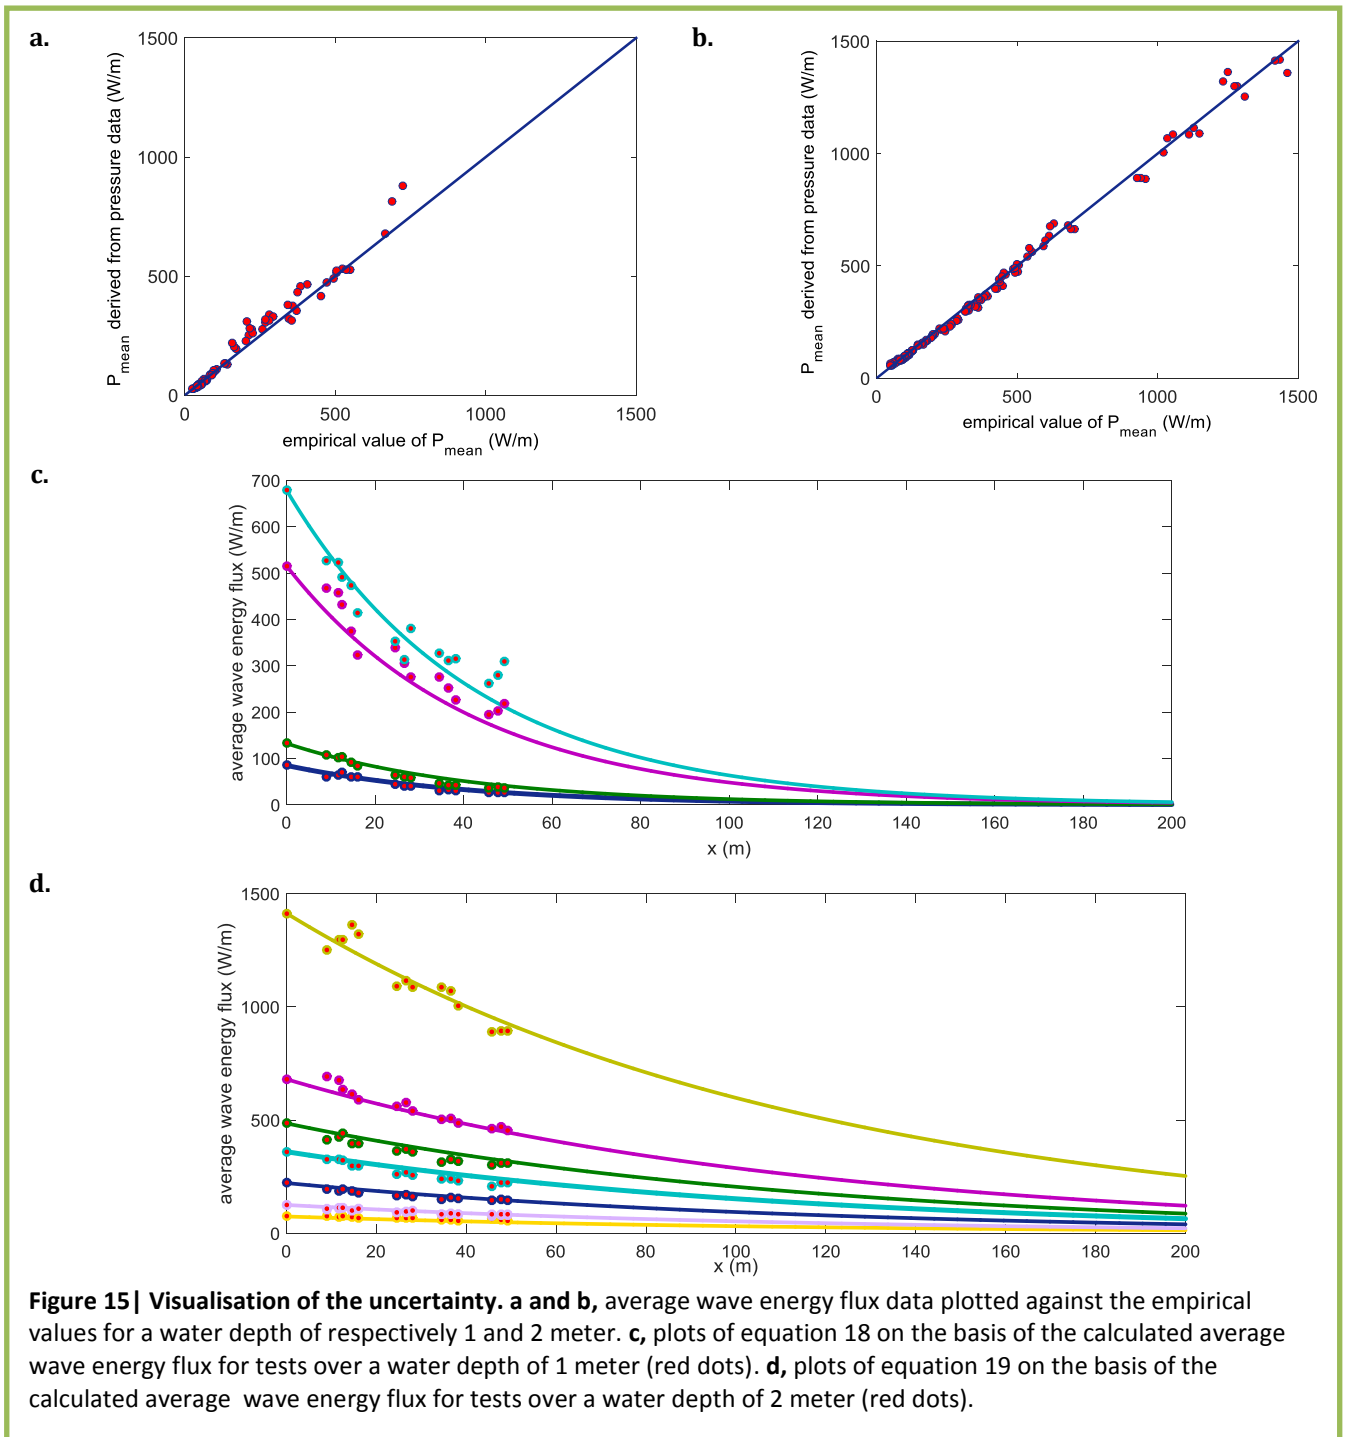 a.
1500
1000
500
0
P_mean derived from pressure data (W/m)
0 500 1000 1500
empirical value of P_mean (W/m)
b.
1500
1000
500
0
P_mean derived from pressure data (W/m)
0 500 1000 1500
empirical value of P_mean (W/m)
c.
700
600
500
400
300
200
100
0
average wave energy flux (W/m)
0 20 40 60 80 100 120 140 160 180 200
x (m)
d.
1500
1000
500
0
average wave energy flux (W/m)
0 20 40 60 80 100 120 140 160 180 200
x (m)
Figure 15| Visualisation of the uncertainty. a and b, average wave energy flux data plotted against the empirical
values for a water depth of respectively 1 and 2 meter. c, plots of equation 18 on the basis of the calculated average
wave energy flux for tests over a water depth of 1 meter (red dots). d, plots of equation 19 on the basis of the
calculated average wave energy flux for tests over a water depth of 2 meter (red dots).